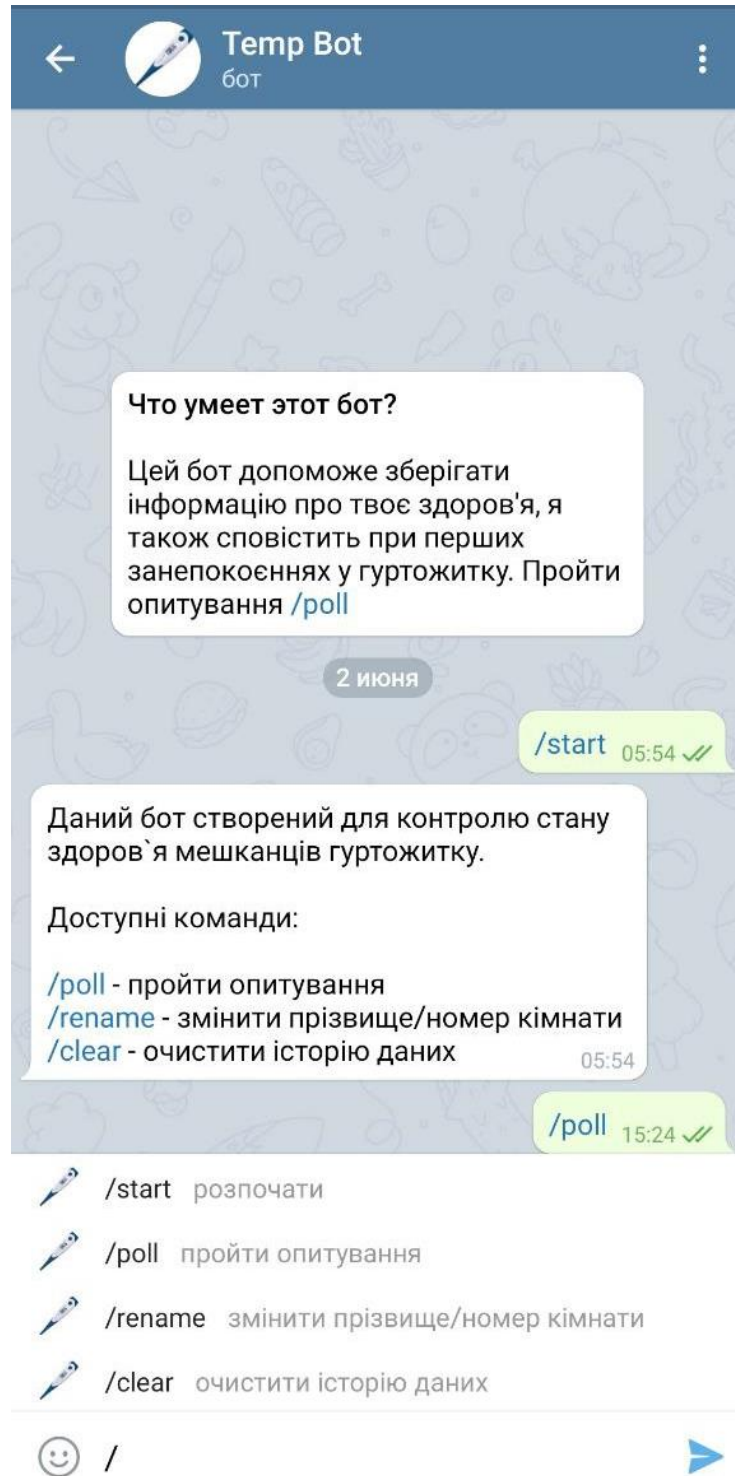 Temp Bot
бот
Что умеет этот бот?
Цей бот допоможе зберігати
інформацію про твоє здоров'я, я
також сповістить при перших
занепокоєннях у гуртожитку. Пройти
опитування /poll
2 июня
/start 05:54
Даний бот створений для контролю стану
здоров`я мешканців гуртожитку.
Доступні команди:
/poll - пройти опитування
/rename - змінити прізвище/номер кімнати
/clear - очистити історію даних 05:54
/poll 15:24
/start розпочати
/poll пройти опитування
/rename змінити прізвище/номер кімнати
/clear очистити історію даних
/